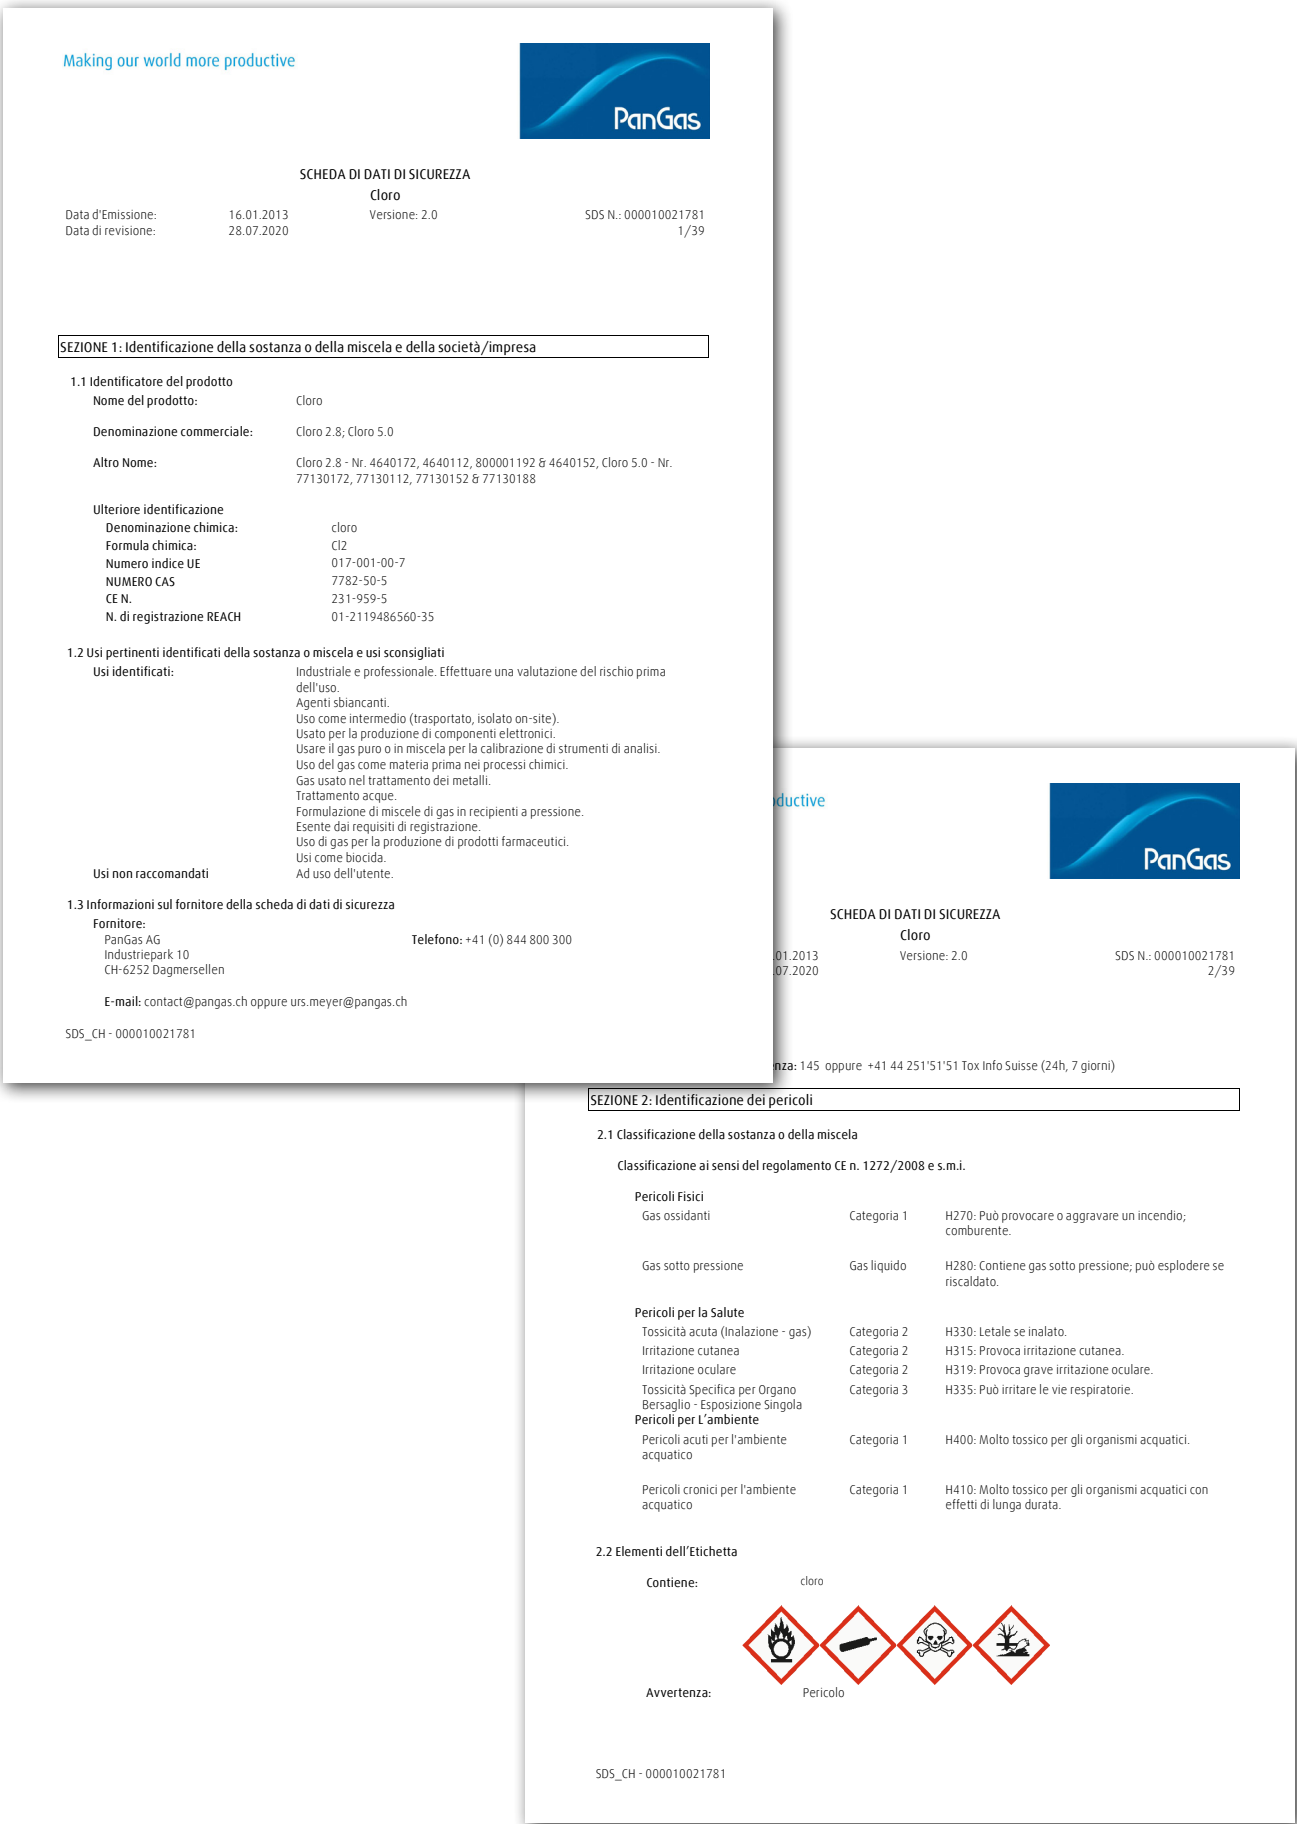 Making our world more productive
PanGas
SCHEDA DI DATI DI SICUREZZA
Cloro
Data d'Emissione: 16.01.2013 Versione: 2.0 SDS N.: 000010021781
Data di revisione: 28.07.2020 1/39
SEZIONE 1: Identificazione della sostanza o della miscela e della società/impresa
1.1 Identificatore del prodotto
Nome del prodotto: Cloro
Denominazione commerciale: Cloro 2.8; Cloro 5.0
Altro Nome: Cloro 2.8 - Nr. 4640172, 4640112, 800001192 & 4640152, Cloro 5.0 - Nr.
77130172, 77130112, 77130152 & 77130188
Ulteriore identificazione
Denominazione chimica: cloro
Formula chimica: Cl2
Numero indice UE 017-001-00-7
NUMERO CAS 7782-50-5
CE N. 231-959-5
N. di registrazione REACH 01-2119486560-35
1.2 Usi pertinenti identificati della sostanza o miscela e usi sconsigliati
Usi identificati: Industriale e professionale. Effettuare una valutazione del rischio prima
dell'uso.
Agenti sbiancanti.
Uso come intermedio (trasportato, isolato on-site).
Usato per la produzione di componenti elettronici.
Usare il gas puro o in miscela per la calibrazione di strumenti di analisi.
Uso del gas come materia prima nei processi chimici.
Gas usato nel trattamento dei metalli.
Trattamento acque.
Formulazione di miscele di gas in recipienti a pressione.
Esente dai requisiti di registrazione.
Uso di gas per la produzione di prodotti farmaceutici.
Usi come biocida.
Usi non raccomandati Ad uso dell'utente.
1.3 Informazioni sul fornitore della scheda di dati di sicurezza
Fornitore:
PanGas AG Telefono: +41 (0) 844 800 300
Industriepark 10
CH-6252 Dagmersellen
E-mail: contact@pangas.ch oppure urs.meyer@pangas.ch
SDS_CH - 000010021781
oductive
PanGas
SCHEDA DI DATI DI SICUREZZA
Cloro
.01.2013 Versione: 2.0 SDS N.: 000010021781
.07.2020 2/39
nza: 145 oppure +41 44 251'51'51 Tox Info Suisse (24h, 7 giorni)
SEZIONE 2: Identificazione dei pericoli
2.1 Classificazione della sostanza o della miscela
Classificazione ai sensi del regolamento CE n. 1272/2008 e s.m.i.
Pericoli Fisici
Gas ossidanti Categoria 1 H270: Può provocare o aggravare un incendio;
comburente.
Gas sotto pressione Gas liquido H280: Contiene gas sotto pressione; può esplodere se
riscaldato.
Pericoli per la Salute
Tossicità acuta (Inalazione - gas) Categoria 2 H330: Letale se inalato.
Irritazione cutanea Categoria 2 H315: Provoca irritazione cutanea.
Irritazione oculare Categoria 2 H319: Provoca grave irritazione oculare.
Tossicità Specifica per Organo Categoria 3 H335: Può irritare le vie respiratorie.
Bersaglio - Esposizione Singola
Pericoli per L'ambiente
Pericoli acuti per l'ambiente Categoria 1 H400: Molto tossico per gli organismi acquatici.
acquatico
Pericoli cronici per l'ambiente Categoria 1 H410: Molto tossico per gli organismi acquatici con
acquatico effetti di lunga durata.
2.2 Elementi dell'Etichetta
Contiene: cloro
Avvertenza: Pericolo
SDS_CH - 000010021781